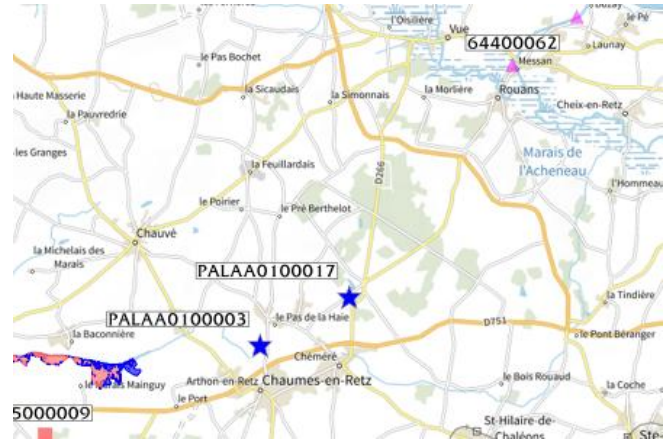 l'Oisilière
Vue
le Pé
64400062
Launay
le Pas Bochet
Messan
Haute Masserie
la Sicaudais
la Simonnais
la Morlière
Rouans
Cheix-en-Retz
la Pauvredrie
les Granges
Marais de
l'Acheneau
la Feuillardais
D266
l'Hommeau
le Poirier
le Pré Berthelot
Chauvé
la Michelais des
Marais
PALAA0100017
la Tindière
PALAA0100003
le Pas de la Haie
D751
la Baconnière
le Pont Béranger
Chéméré
Arthon-en-Retz
Chaumes-en-Retz
le Bois Rouaud
la Coche
le Port
5000009
St-Hilaire-de-
Chaléons
Ste-